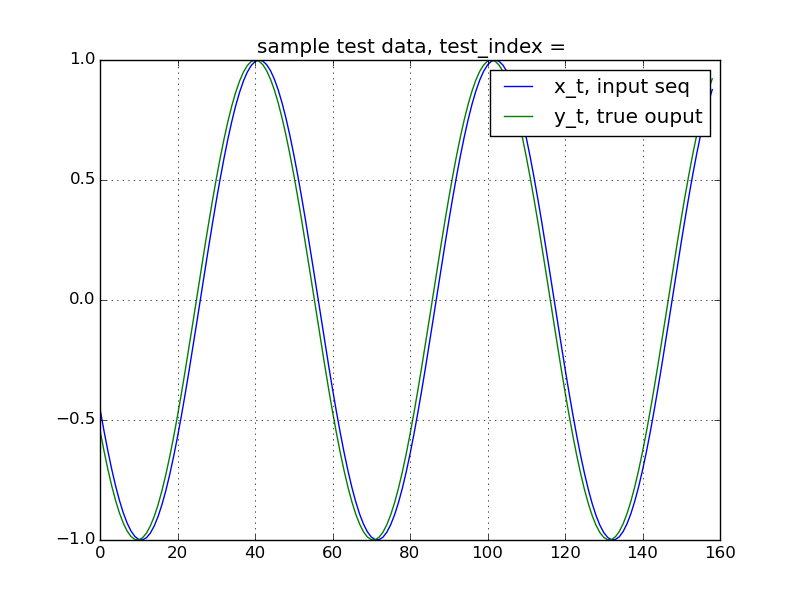 sample test data, test_index =
x_t, input seq
y_t, true ouput
1.0
0.5
0.0
−0.5
−1.0
0 20 40 60 80 100 120 140 160